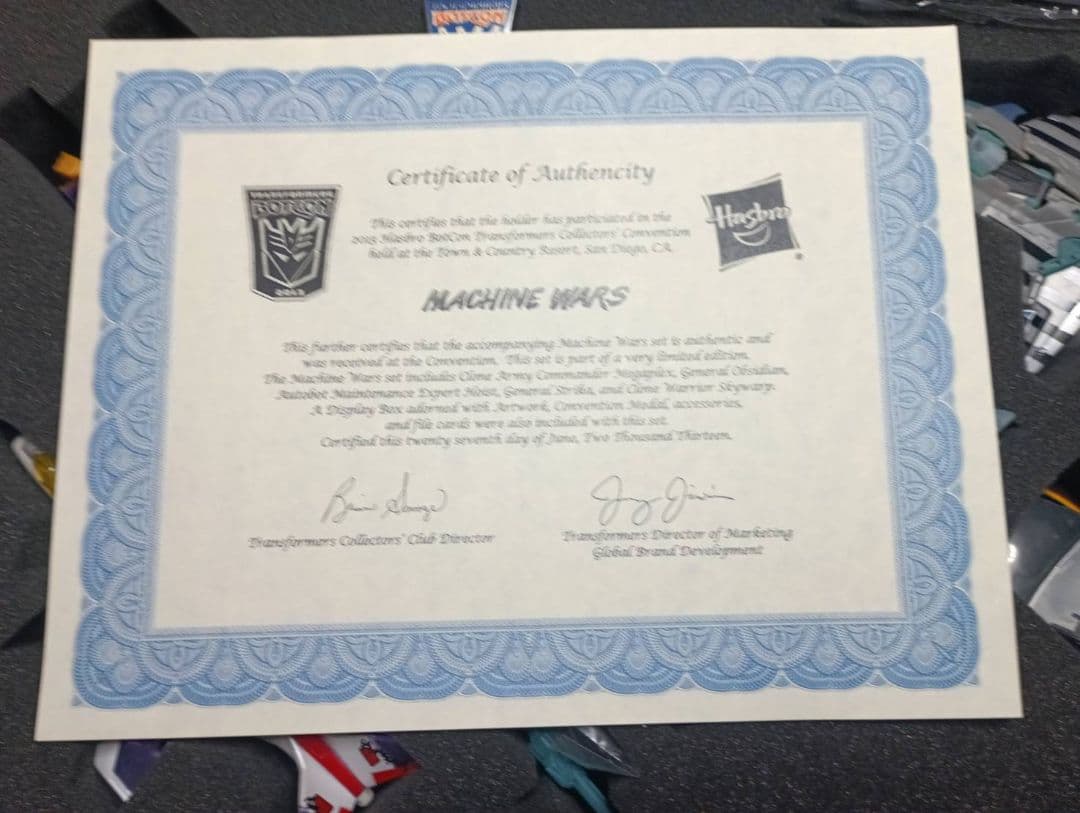 Certificate of Authencity
TRANSFORMERS
BOTCON
2013
Hasbro
This certifies that the holder has participated in the
2013 Hasbro BotCon Transformers Collectors' Convention
held at the Town & Country Resort, San Diego, CA.
MACHINE WARS
This further certifies that the accompanying Machine Wars set is authentic and
was received at the Convention. This set is part of a very limited edition.
The Machine Wars set includes Clone Army Commander Megaplex, General Obsidian,
Autobot Maintenance Expert Hoist, General Strika, and Clone Warrior Skywarp.
A Display Box adorned with Artwork, Convention Medal, accessories,
and file cards were also included with this set.
Certified this twenty seventh day of June, Two Thousand Thirteen.
Transformers Collectors' Club Director
Transformers Director of Marketing
Global Brand Development